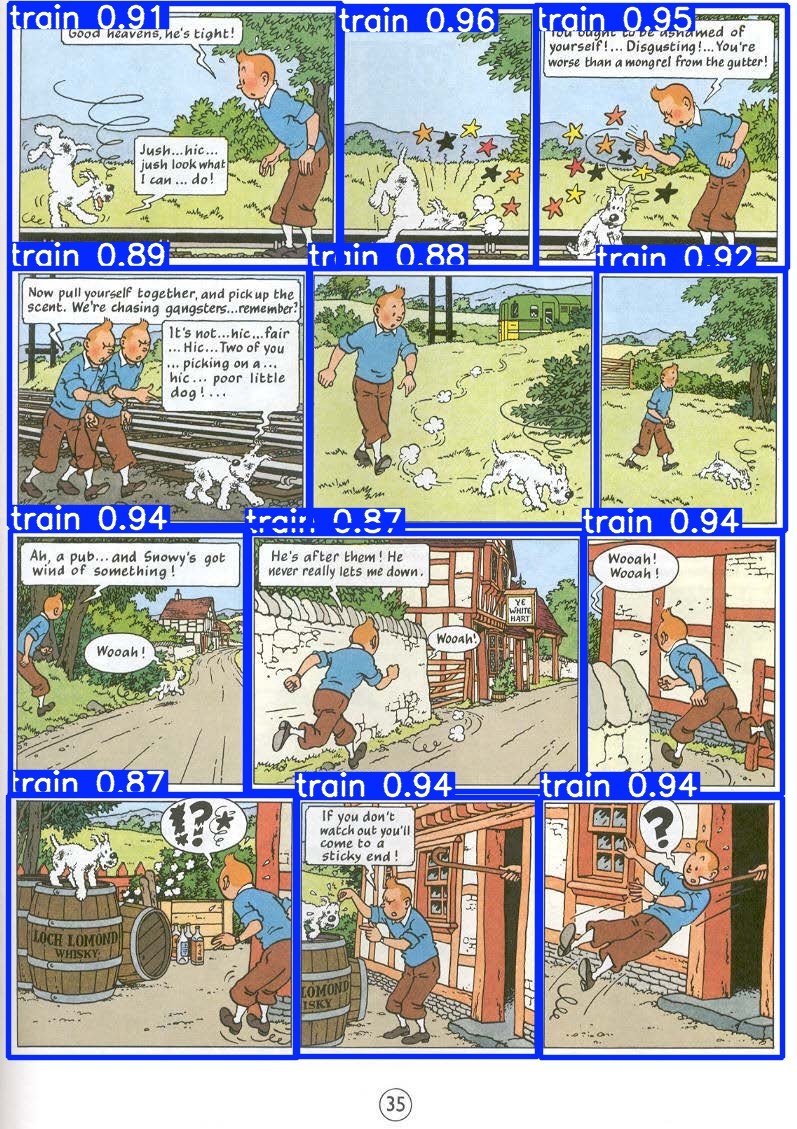 train 0.91
Good heavens, he's tight!
Jush...hic...
jush look what
I can ... do!
train 0.96
train 0.95
You ought to be ashamed of
yourself!... Disgusting!... You're
worse than a mongrel from the gutter!
train 0.89
Now pull yourself together, and pick up the
scent. We're chasing gangsters...remember?
It's not...hic...fair
...Hic...Two of you
... picking on a ...
hic... poor little
dog! ...
train 0.88
train 0.92
train 0.94
Ah, a pub...and Snowy's got
wind of something!
Wooah!
train 0.87
He's after them! He
never really lets me down.
YE
WHITE
HART
Wooah!
train 0.94
Wooah!
Wooah!
train 0.87
!?
LOCH LOMOND
WHISKY
train 0.94
If you don't
watch out you'll
come to a
sticky end!
LOMOND
ISKY
train 0.94
?
35